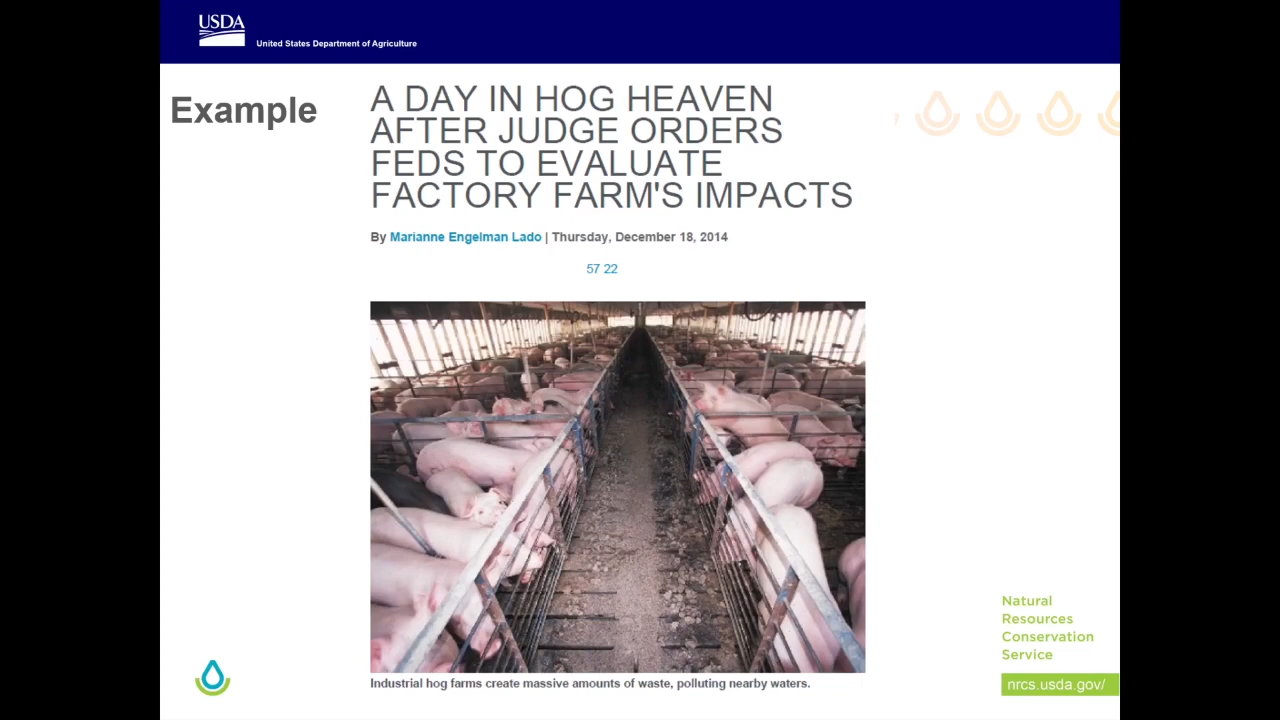 USDA
United States Department of Agriculture
Example
A DAY IN HOG HEAVEN
AFTER JUDGE ORDERS
FEDS TO EVALUATE
FACTORY FARM'S IMPACTS
By Marianne Engelman Lado | Thursday, December 18, 2014
57 22
Industrial hog farms create massive amounts of waste, polluting nearby waters.
Natural
Resources
Conservation
Service
nrcs.usda.gov/